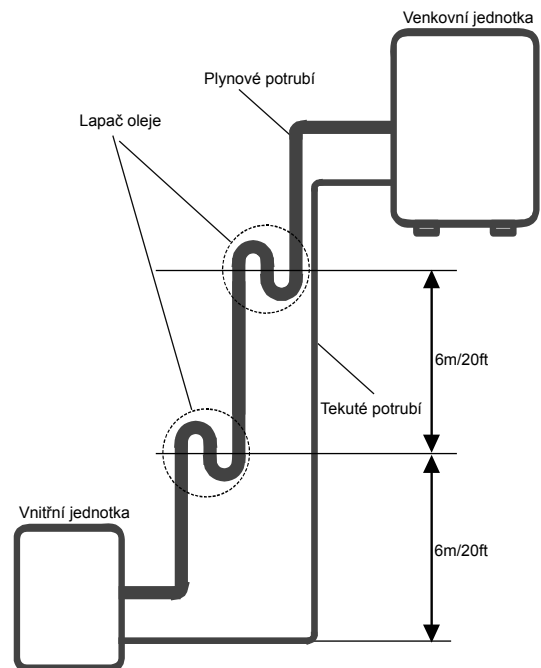 Venkovní jednotka
Plynové potrubí
Lapač oleje
6m/20ft
Tekuté potrubí
Vnitřní jednotka
6m/20ft